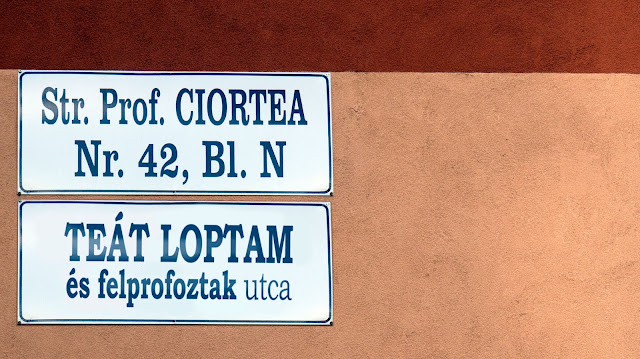 Str. Prof. CIORTEA
Nr. 42, Bl. N
TEÁT LOPTAM
és felprofoztak utca